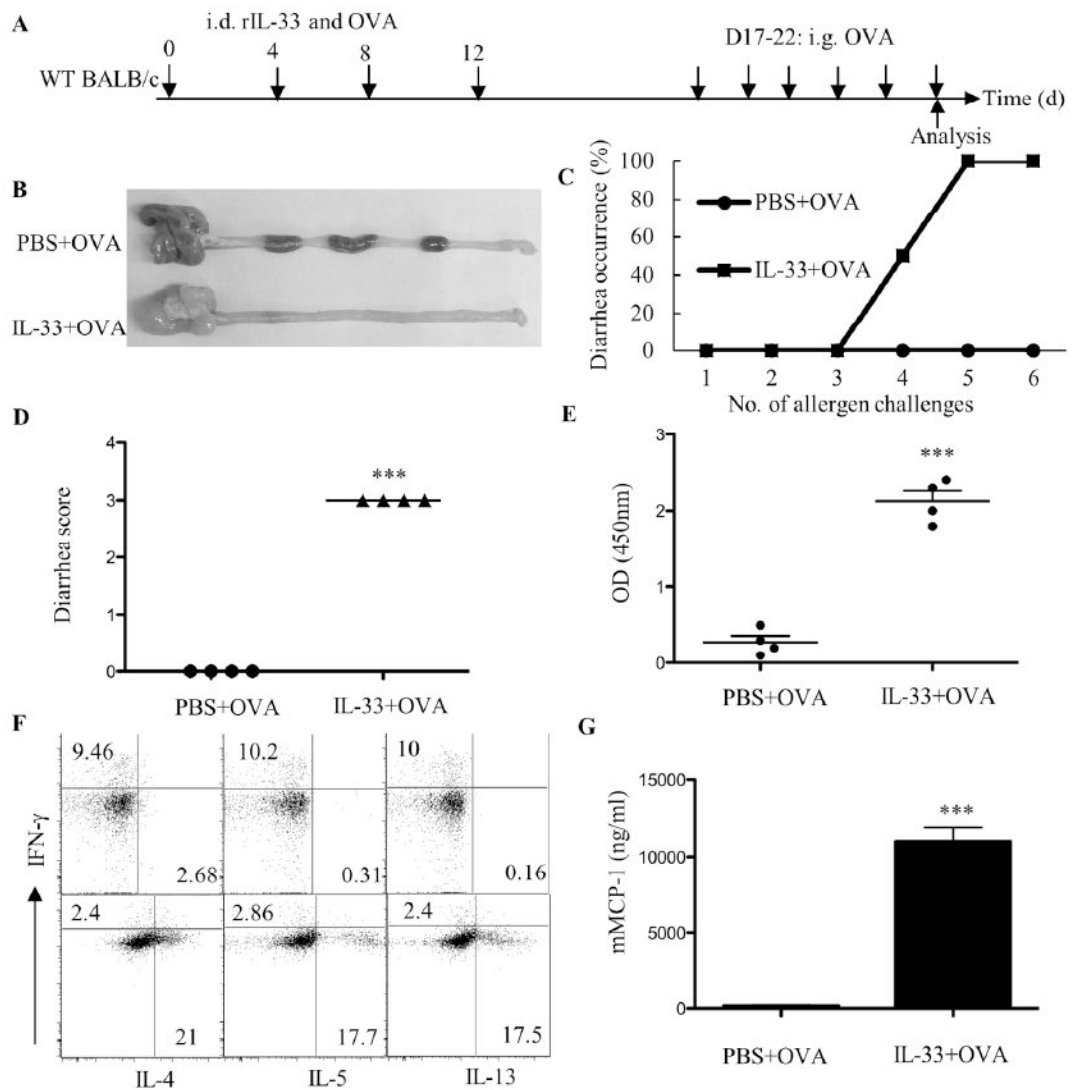 A
i.d. rIL-33 and OVA
D17-22: i.g. OVA
0 4 8 12
WT BALB/c
Time (d)
Analysis
B
PBS+OVA
IL-33+OVA
C
Diarrhea occurrence (%)
100
80
60
40
20
0
PBS+OVA
IL-33+OVA
1 2 3 4 5 6
No. of allergen challenges
D
Diarrhea score
4
3
2
1
0
***
PBS+OVA IL-33+OVA
E
OD (450nm)
3
2
1
0
***
PBS+OVA IL-33+OVA
F
IFN-γ
9.46 10.2 10
2.68 0.31 0.16
2.4 2.86 2.4
21 17.7 17.5
IL-4 IL-5 IL-13
G
mMCP-1 (ng/ml)
15000
10000
5000
0
***
PBS+OVA IL-33+OVA